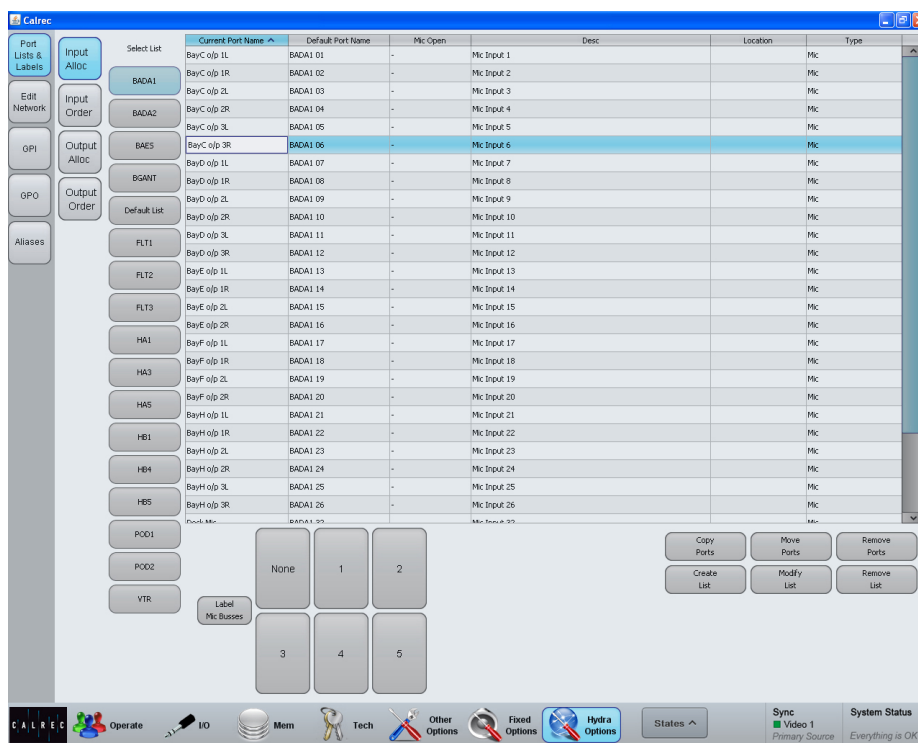 Calrec
Port Lists & Labels
Edit Network
GPI
GPO
Aliases
Input Alloc
Input Order
Output Alloc
Output Order
Select List
BADA1
BADA2
BAES
BGANT
Default List
FLT1
FLT2
FLT3
HA1
HA3
HA5
HB1
HB4
HB5
POD1
POD2
VTR
Current Port Name Default Port Name Mic Open Desc Location Type
BayC o/p 1L BADA1 01 - Mic Input 1 Mic
BayC o/p 1R BADA1 02 - Mic Input 2 Mic
BayC o/p 2L BADA1 03 - Mic Input 3 Mic
BayC o/p 2R BADA1 04 - Mic Input 4 Mic
BayC o/p 3L BADA1 05 - Mic Input 5 Mic
BayC o/p 3R BADA1 06 - Mic Input 6 Mic
BayD o/p 1L BADA1 07 - Mic Input 7 Mic
BayD o/p 1R BADA1 08 - Mic Input 8 Mic
BayD o/p 2L BADA1 09 - Mic Input 9 Mic
BayD o/p 2R BADA1 10 - Mic Input 10 Mic
BayD o/p 3L BADA1 11 - Mic Input 11 Mic
BayD o/p 3R BADA1 12 - Mic Input 12 Mic
BayE o/p 1L BADA1 13 - Mic Input 13 Mic
BayE o/p 1R BADA1 14 - Mic Input 14 Mic
BayE o/p 2L BADA1 15 - Mic Input 15 Mic
BayE o/p 2R BADA1 16 - Mic Input 16 Mic
BayF o/p 1L BADA1 17 - Mic Input 17 Mic
BayF o/p 1R BADA1 18 - Mic Input 18 Mic
BayF o/p 2L BADA1 19 - Mic Input 19 Mic
BayF o/p 2R BADA1 20 - Mic Input 20 Mic
BayH o/p 1L BADA1 21 - Mic Input 21 Mic
BayH o/p 1R BADA1 22 - Mic Input 22 Mic
BayH o/p 2L BADA1 23 - Mic Input 23 Mic
BayH o/p 2R BADA1 24 - Mic Input 24 Mic
BayH o/p 3L BADA1 25 - Mic Input 25 Mic
BayH o/p 3R BADA1 26 - Mic Input 26 Mic
Label Mic Busses
None 1 2
3 4 5
Copy Ports Move Ports Remove Ports
Create List Modify List Remove List
CALREC Operate I/O Mem Tech Other Options Fixed Options Hydra Options States
Sync
Video 1
Primary Source
System Status
Everything is OK